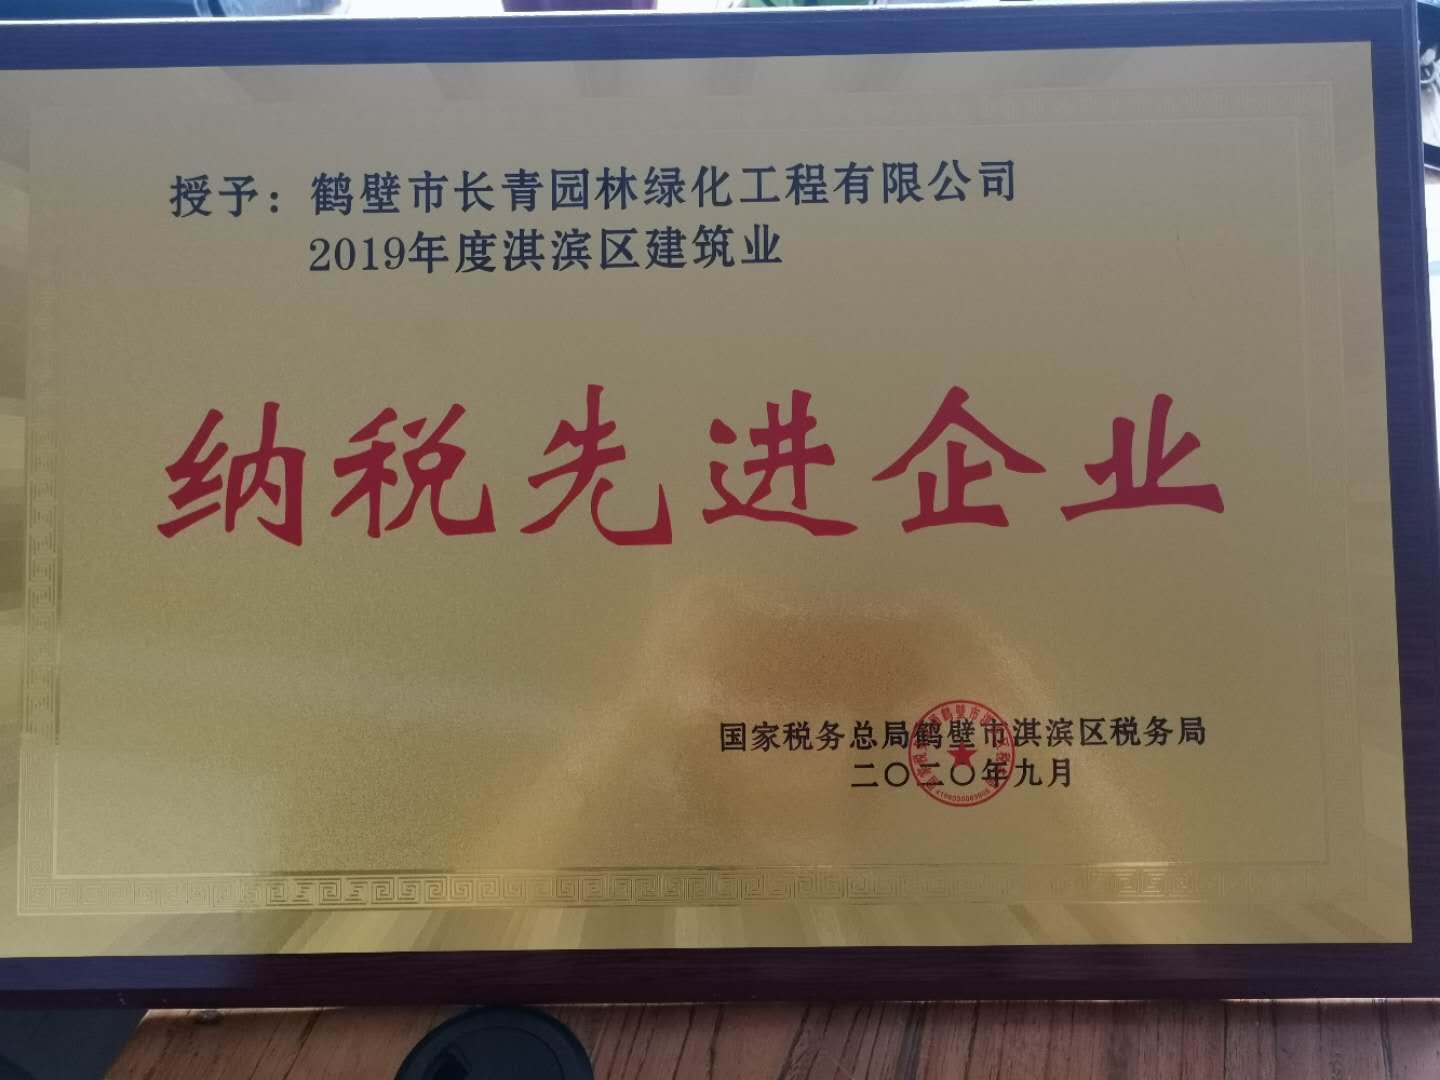 授予：鹤壁市长青园林绿化工程有限公司
2019年度淇滨区建筑业
纳税先进企业
国家税务总局鹤壁市淇滨区税务局
二〇二〇年九月